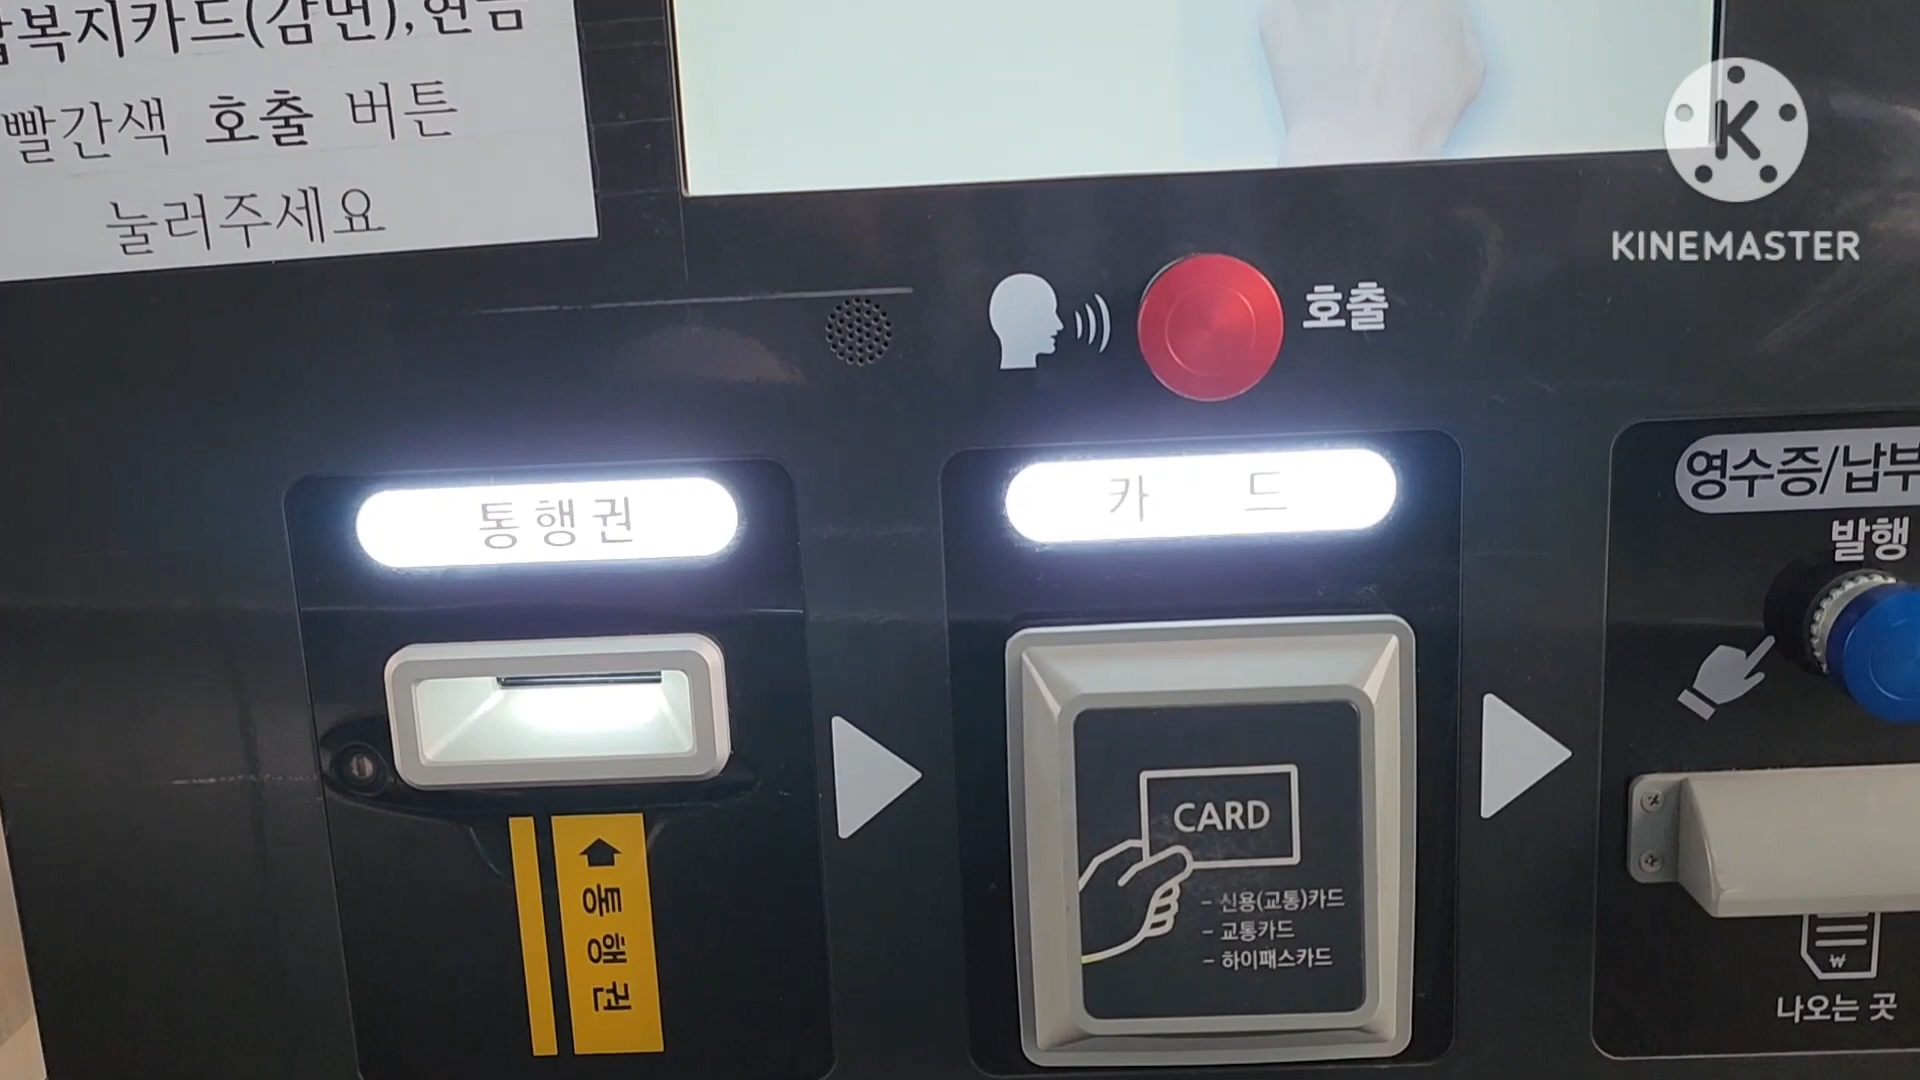 복지카드(감면),현금
빨간색 호출 버튼
눌러주세요
KINEMASTER
호출
통행권
카 드
영수증/납부
발행
CARD
- 신용(교통)카드
- 교통카드
- 하이패스카드
통행권
나오는 곳